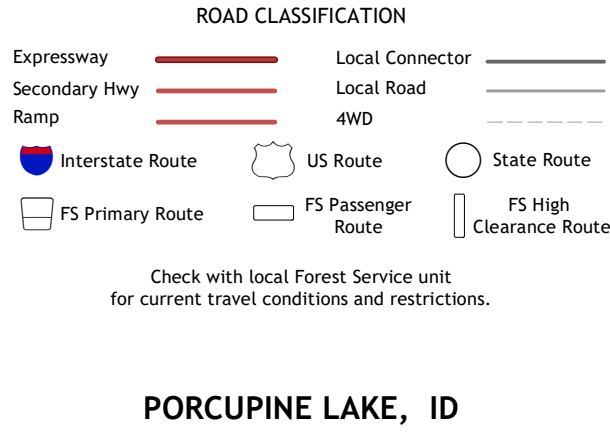 ROAD CLASSIFICATION
Expressway
Local Connector
Secondary Hwy
Local Road
Ramp
4WD
Interstate Route
US Route
State Route
FS Primary Route
FS Passenger
Route
FS High
Clearance Route
Check with local Forest Service unit
for current travel conditions and restrictions.
PORCUPINE LAKE, ID